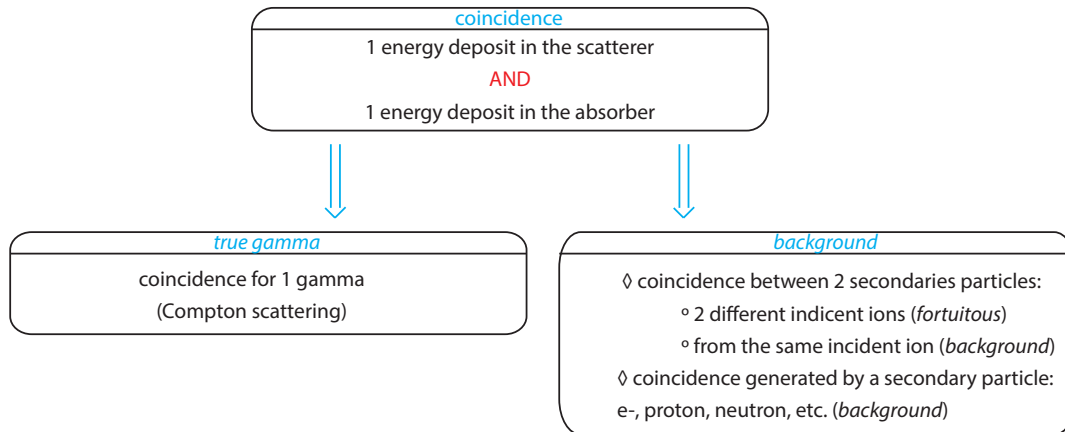 coincidence
1 energy deposit in the scatterer
AND
1 energy deposit in the absorber
true gamma
coincidence for 1 gamma
(Compton scattering)
background
◊ coincidence between 2 secondaries particles:
º 2 different indicent ions (fortuitous)
º from the same incident ion (background)
◊ coincidence generated by a secondary particle:
e-, proton, neutron, etc. (background)